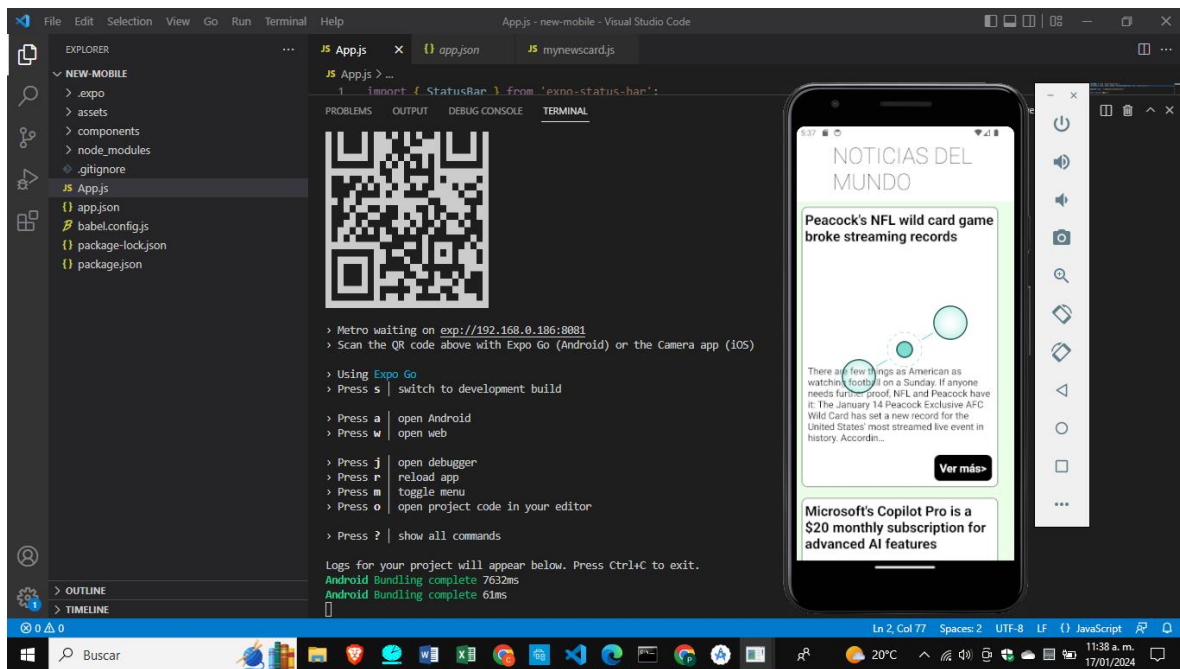 File Edit Selection View Go Run Terminal Help App.js - new-mobile - Visual Studio Code
EXPLORER
NEW-MOBILE
.expo
assets
components
node_modules
.gitignore
App.js
app.json
babel.config.js
package-lock.json
package.json
OUTLINE
TIMELINE
App.js app.json mynewscard.js
App.js > ...
1 import { StatusBar } from 'expo-status-bar';
PROBLEMS OUTPUT DEBUG CONSOLE TERMINAL
› Metro waiting on exp://192.168.0.186:8081
› Scan the QR code above with Expo Go (Android) or the Camera app (iOS)
› Using Expo Go
› Press s │ switch to development build
› Press a │ open Android
› Press w │ open web
› Press j │ open debugger
› Press r │ reload app
› Press m │ toggle menu
› Press o │ open project code in your editor
› Press ? │ show all commands
Logs for your project will appear below. Press Ctrl+C to exit.
Android Bundling complete 7632ms
Android Bundling complete 61ms
5:37
NOTICIAS DEL
MUNDO
Peacock's NFL wild card game
broke streaming records
There are few things as American as
watching football on a Sunday. If anyone
needs further proof, NFL and Peacock have
it: The January 14 Peacock Exclusive AFC
Wild Card has set a new record for the
United States' most streamed live event in
history. Accordin...
Ver más>
Microsoft's Copilot Pro is a
$20 monthly subscription for
advanced AI features
0 0 Ln 2, Col 77 Spaces: 2 UTF-8 LF {} JavaScript
Buscar 20°C 11:38 a. m.
17/01/2024